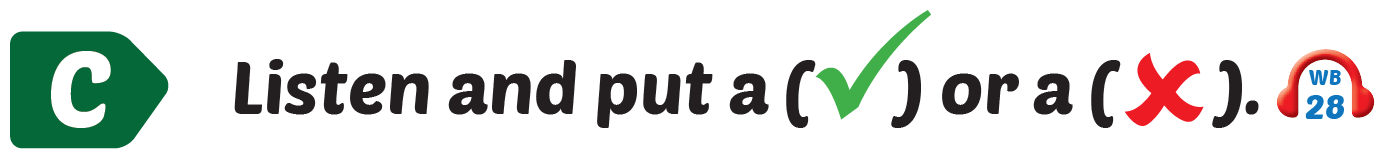 C Listen and put a (✓) or a (✗). WB 28